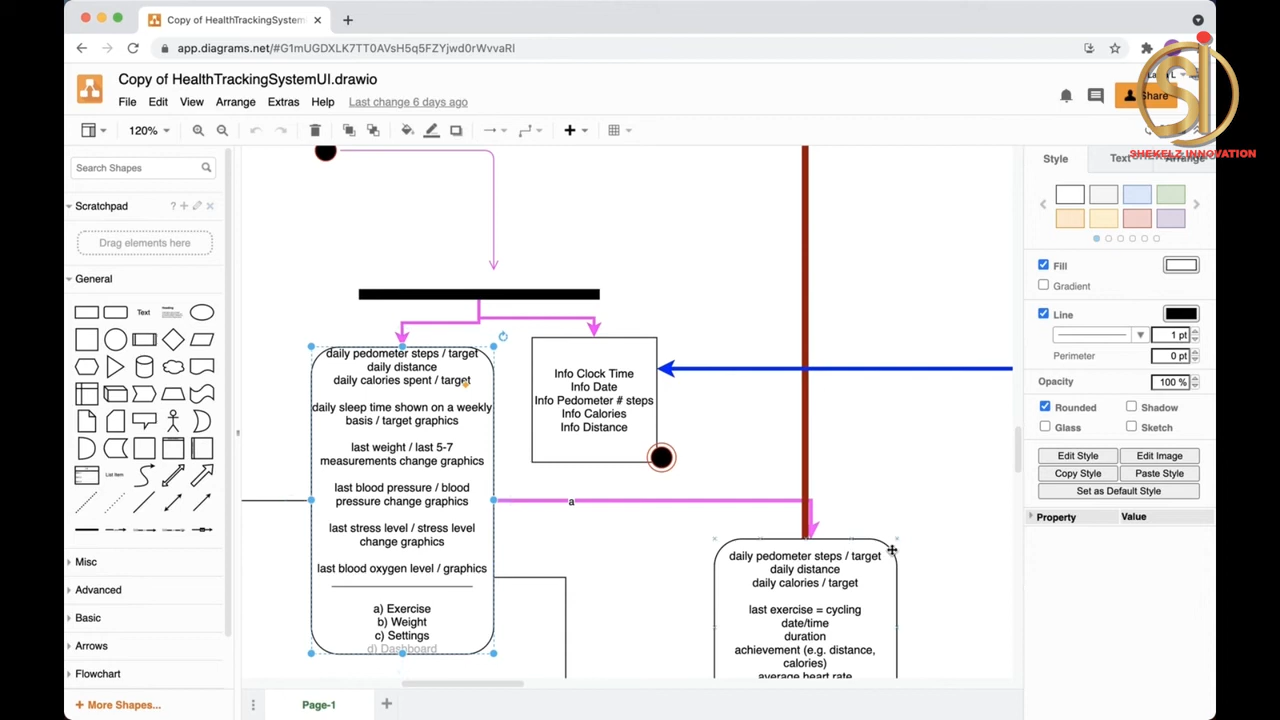 Copy of HealthTrackingSystem
app.diagrams.net/#G1mUGDXLK7TT0AVsH5q5FZYjwd0rWvvaRI
Copy of HealthTrackingSystemUI.drawio
File Edit View Arrange Extras Help Last change 6 days ago
Share
SJ
SHEKELZ INNOVATION
120%
Search Shapes
Scratchpad
Drag elements here
General
Text
Heading
List Item
Misc
Advanced
Basic
Arrows
Flowchart
+ More Shapes...
daily pedometer steps / target
daily distance
daily calories spent / target
daily sleep time shown on a weekly
basis / target graphics
last weight / last 5-7
measurements change graphics
last blood pressure / blood
pressure change graphics
last stress level / stress level
change graphics
last blood oxygen level / graphics
a) Exercise
b) Weight
c) Settings
d) Dashboard
Info Clock Time
Info Date
Info Pedometer # steps
Info Calories
Info Distance
a
daily pedometer steps / target
daily distance
daily calories / target
last exercise = cycling
date/time
duration
achievement (e.g. distance,
calories)
average heart rate
Style Text Arrange
Fill
Gradient
Line
1 pt
Perimeter 0 pt
Opacity 100 %
Rounded Shadow
Glass Sketch
Edit Style Edit Image
Copy Style Paste Style
Set as Default Style
Property Value
Page-1